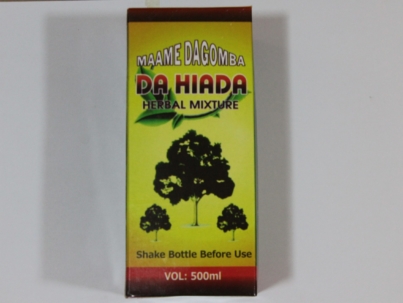 MAAME DAGOMBA
DA HIADA
HERBAL MIXTURE
Shake Bottle Before Use
VOL: 500ml